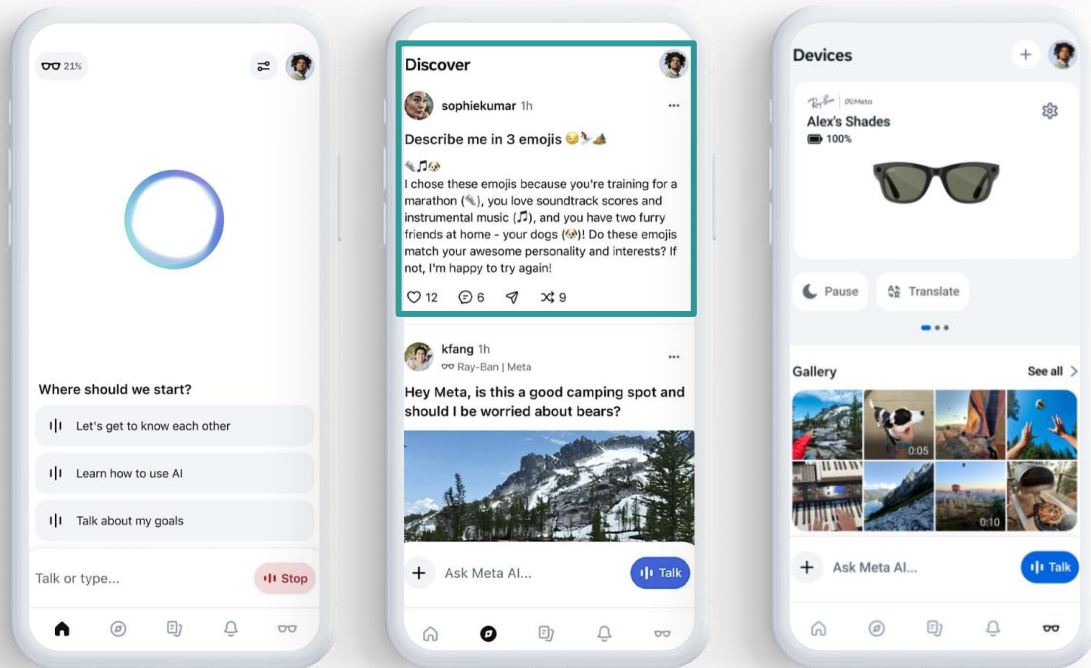 21%
Where should we start?
Let's get to know each other
Learn how to use AI
Talk about my goals
Talk or type...
Stop
Discover
sophiekumar 1h
Describe me in 3 emojis 😏⛷️🏕️
👟🎵🐶
I chose these emojis because you're training for a
marathon (👟), you love soundtrack scores and
instrumental music (🎵), and you have two furry
friends at home - your dogs (🐶)! Do these emojis
match your awesome personality and interests? If
not, I'm happy to try again!
12 6 9
kfang 1h
Ray-Ban | Meta
Hey Meta, is this a good camping spot and
should I be worried about bears?
Ask Meta AI...
Talk
Devices
Ray-Ban | Meta
Alex's Shades
100%
Pause
Translate
Gallery
See all
0:05
0:10
Ask Meta AI...
Talk